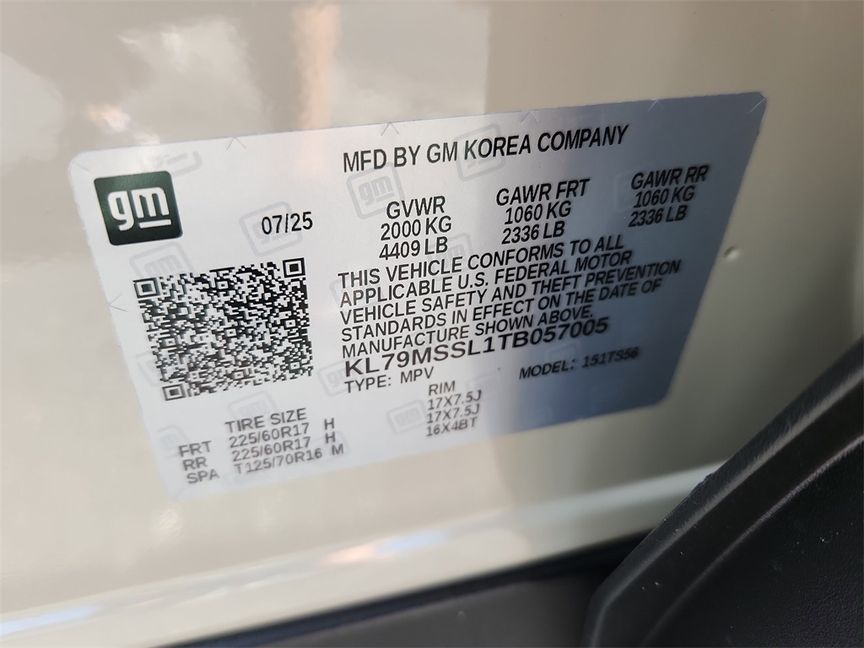 gm
MFD BY GM KOREA COMPANY
07/25
GVWR GAWR FRT GAWR RR
2000 KG 1060 KG 1060 KG
4409 LB 2336 LB 2336 LB
THIS VEHICLE CONFORMS TO ALL
APPLICABLE U.S. FEDERAL MOTOR
VEHICLE SAFETY AND THEFT PREVENTION
STANDARDS IN EFFECT ON THE DATE OF
MANUFACTURE SHOWN ABOVE.
KL79MSSL1TB057005
TYPE: MPV MODEL: 151TS56
TIRE SIZE RIM
FRT 225/60R17 H 17X7.5J
RR 225/60R17 H 17X7.5J
SPA T125/70R16 M 16X4BT